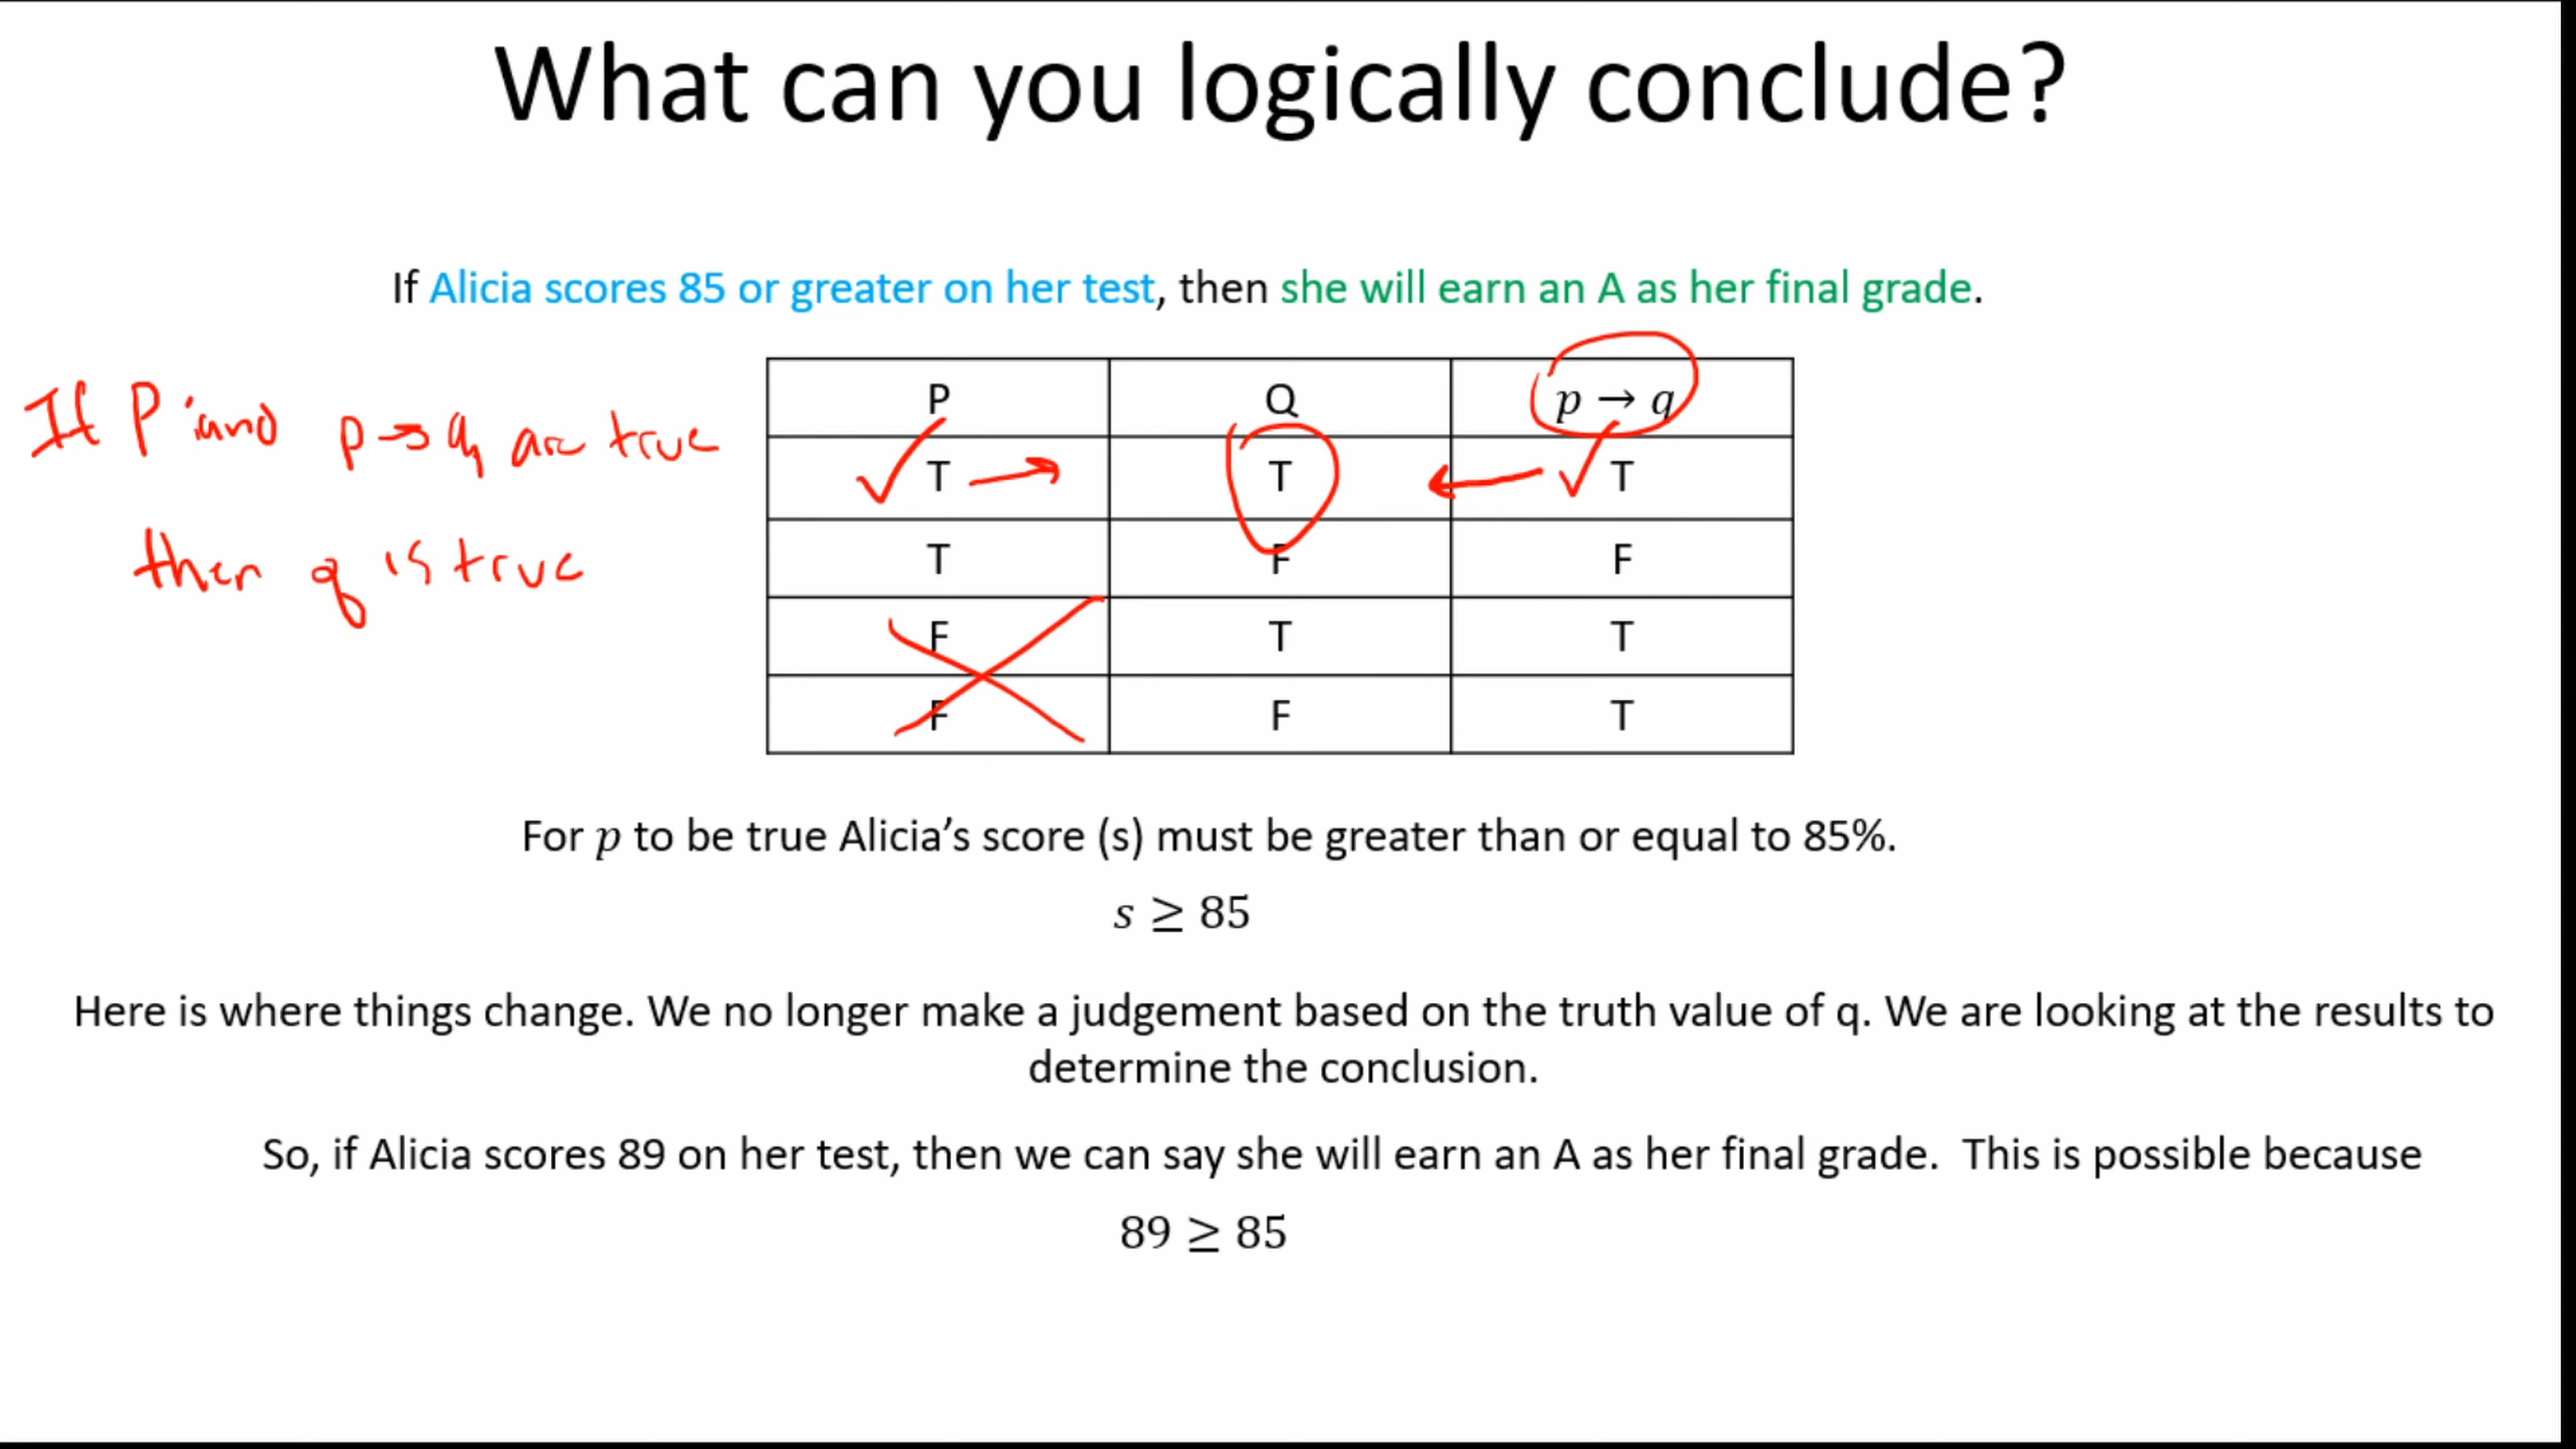 What can you logically conclude?
If Alicia scores 85 or greater on her test, then she will earn an A as her final grade.
If P and p→q are true
then q is true
P Q p → q
T T T
T F F
F T T
F F T
For p to be true Alicia’s score (s) must be greater than or equal to 85%.
s ≥ 85
Here is where things change. We no longer make a judgement based on the truth value of q. We are looking at the results to
determine the conclusion.
So, if Alicia scores 89 on her test, then we can say she will earn an A as her final grade. This is possible because
89 ≥ 85